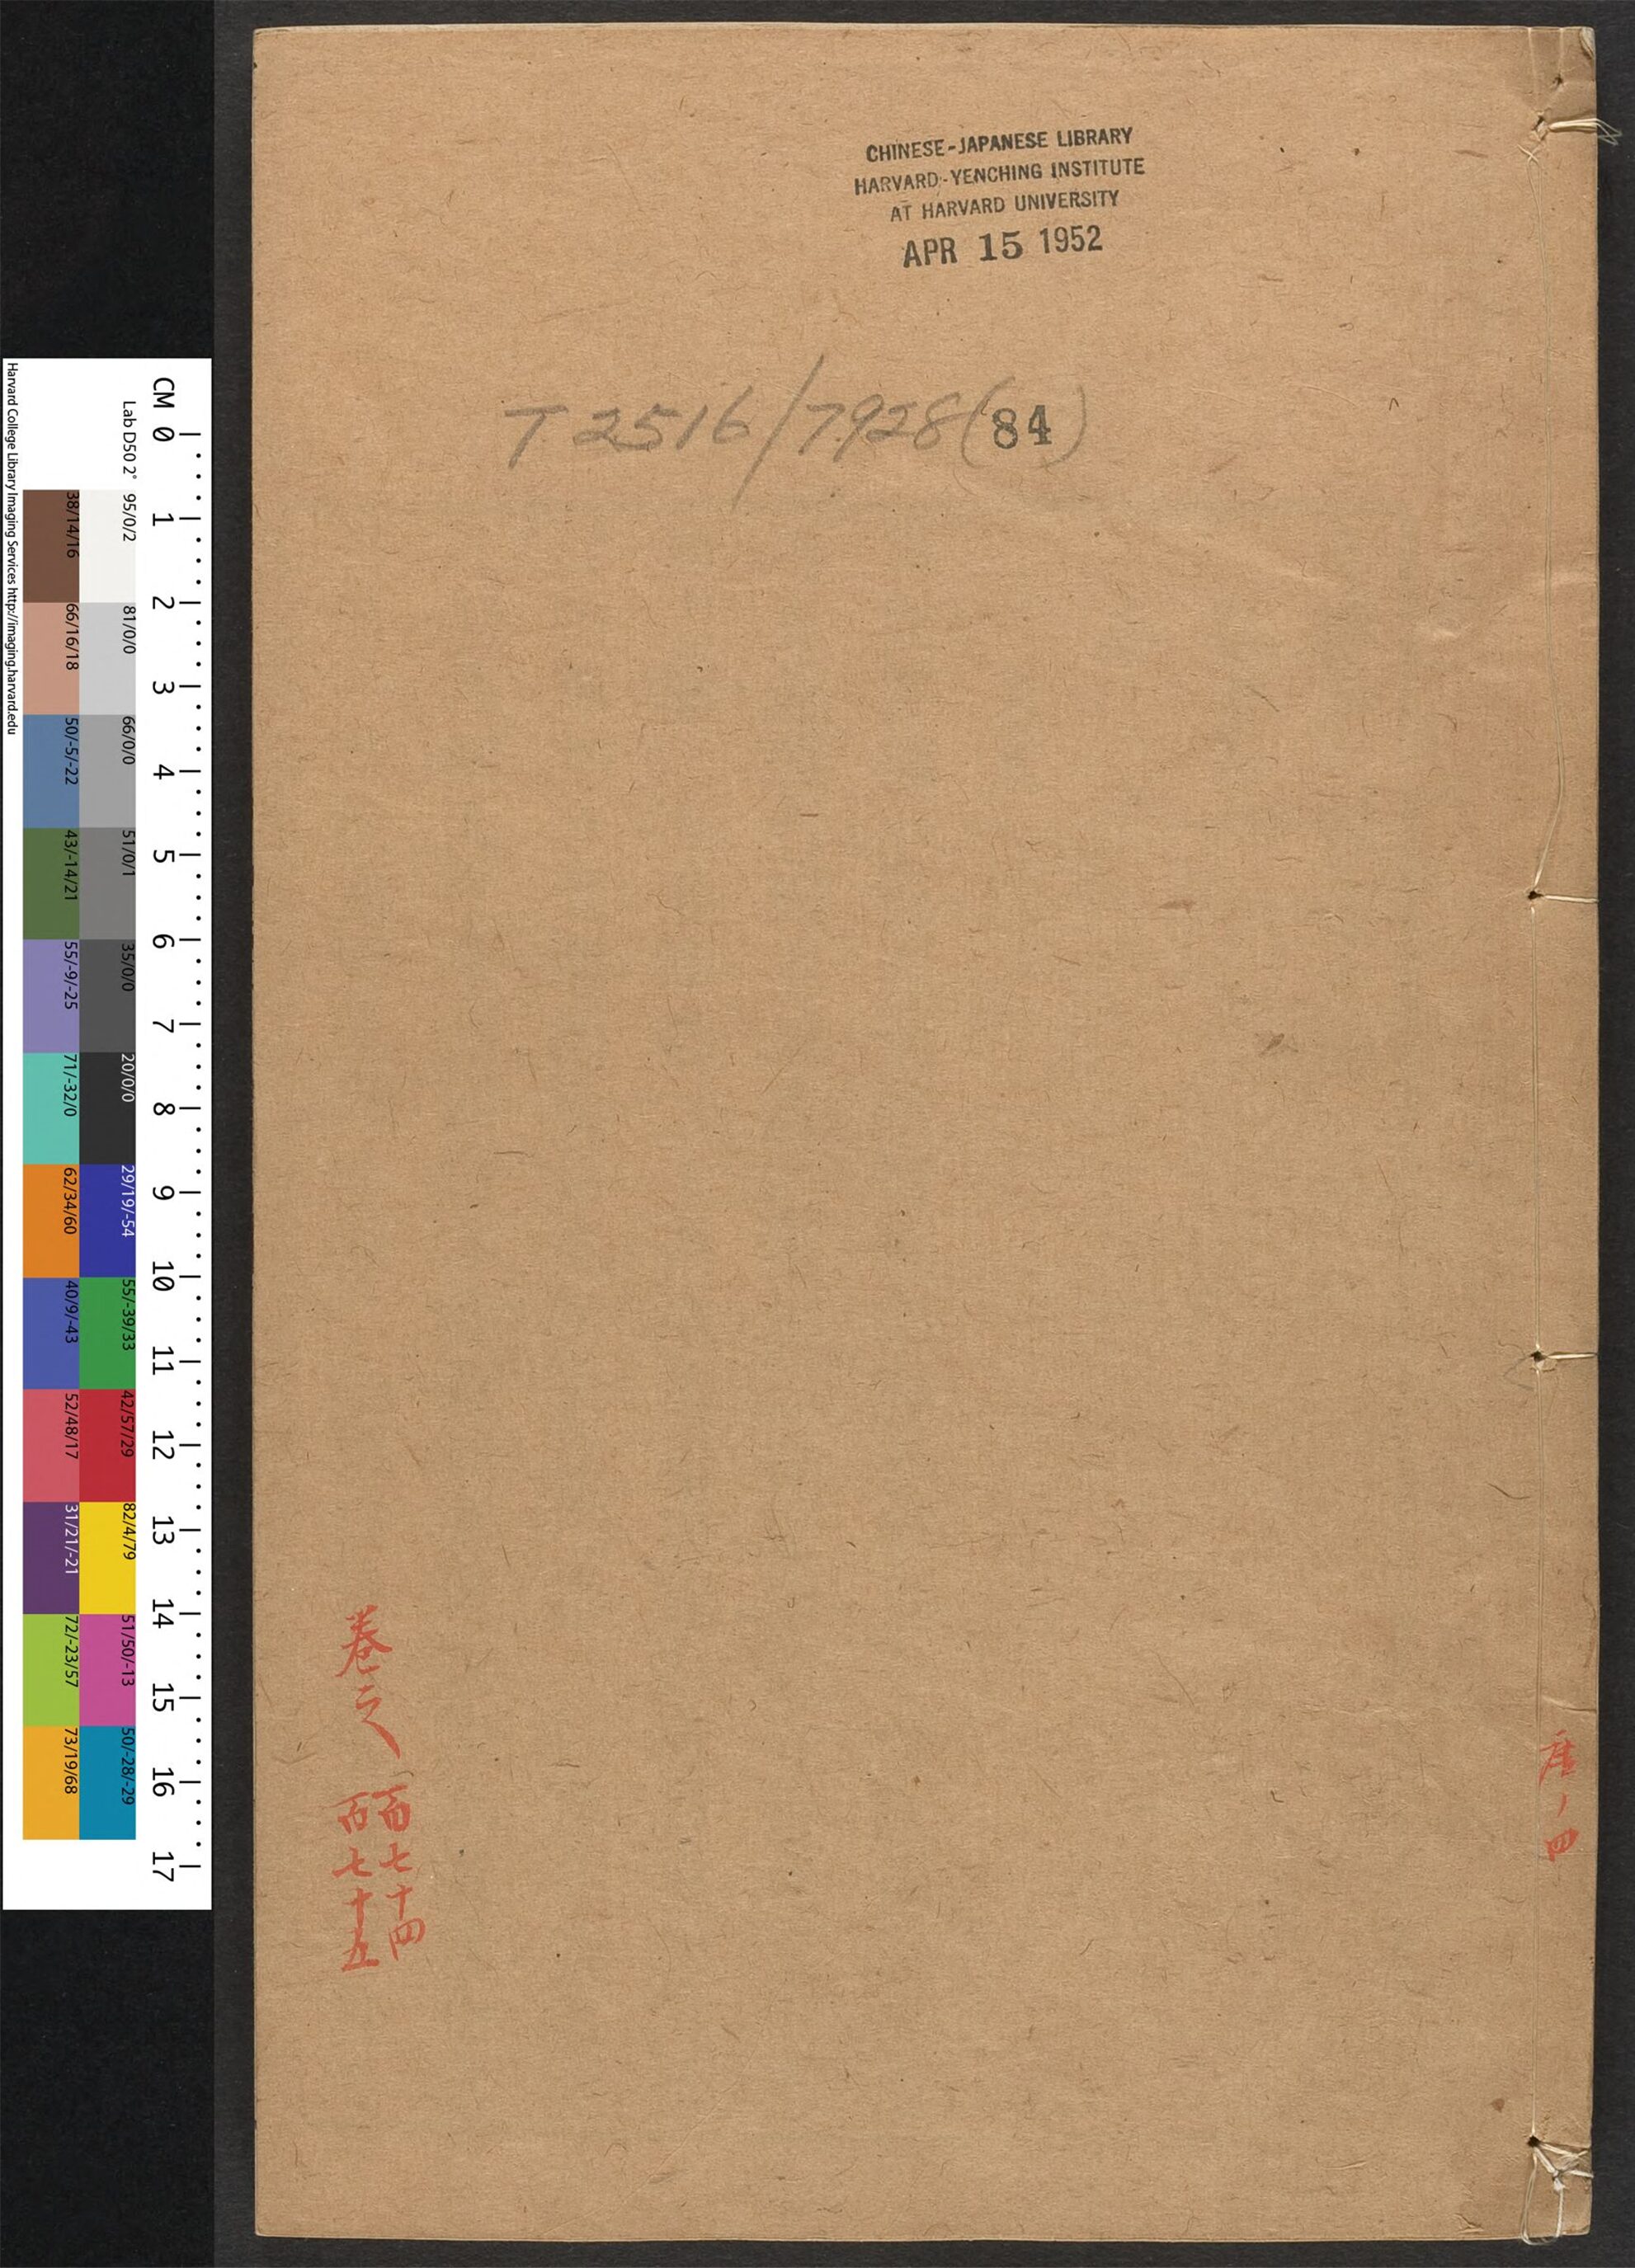 CHINESE-JAPANESE LIBRARY
HARVARD-YENCHING INSTITUTE
AT HARVARD UNIVERSITY
APR 15 1952
T 2516/7928(84)
卷之
百七十四
百七十五
四
CM 0 1 2 3 4 5 6 7 8 9 10 11 12 13 14 15 16 17
Lab D50 2° 95/0/2 81/0/0 66/0/0 51/0/1 35/0/0 20/0/0 29/19/-54 55/-39/33 42/57/29 82/4/79 51/50/-13 50/-28/-29
38/14/16 66/16/18 50/-5/-22 43/-14/21 55/-9/-25 71/-32/0 62/34/60 40/9/-43 52/48/17 31/21/-21 72/-23/57 73/19/68
Harvard College Library Imaging Services http://imaging.harvard.edu